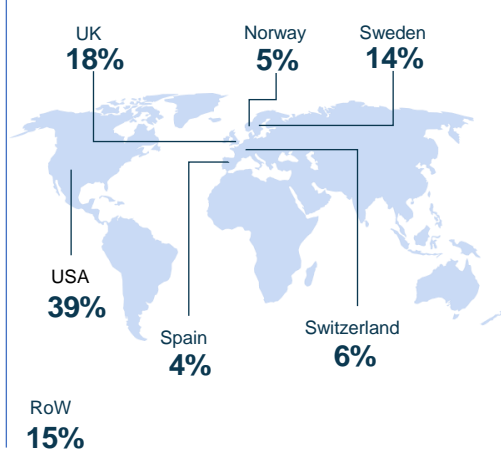 UK
18%
Norway
5%
Sweden
14%
USA
39%
Spain
4%
Switzerland
6%
RoW
15%